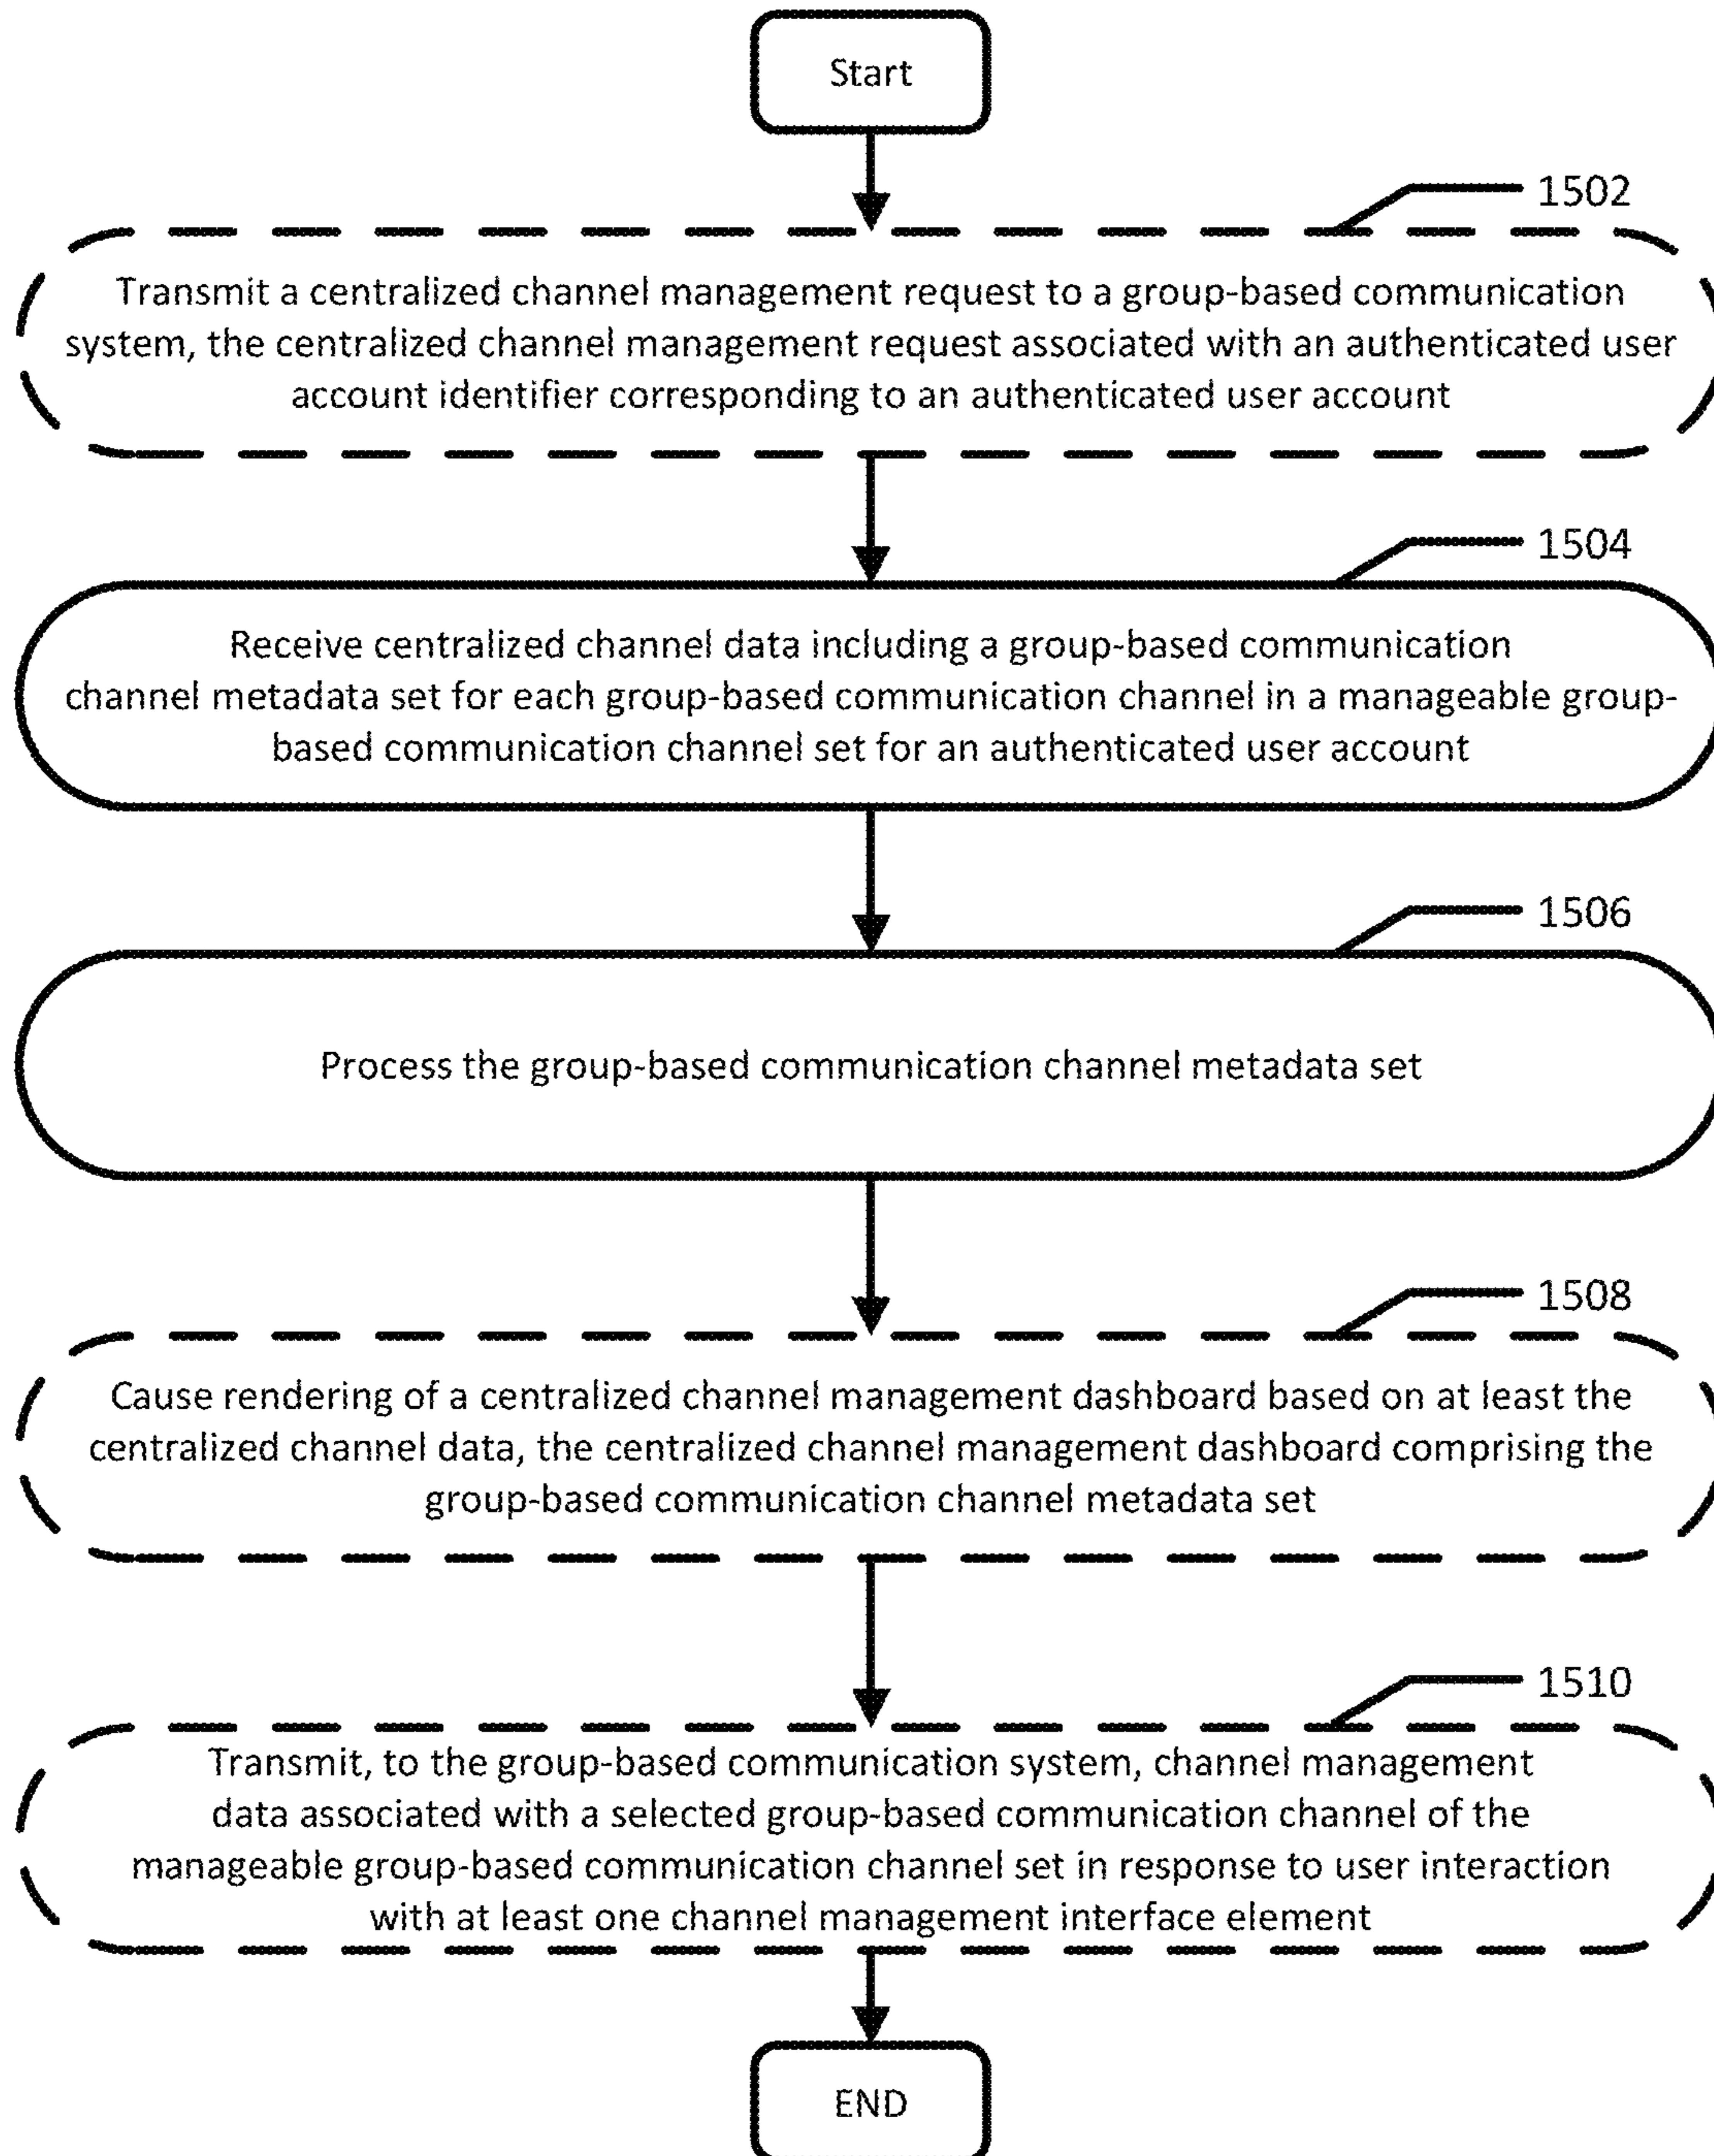 Start
1502
Transmit a centralized channel management request to a group-based communication
system, the centralized channel management request associated with an authenticated user
account identifier corresponding to an authenticated user account
1504
Receive centralized channel data including a group-based communication
channel metadata set for each group-based communication channel in a manageable group-
based communication channel set for an authenticated user account
1506
Process the group-based communication channel metadata set
1508
Cause rendering of a centralized channel management dashboard based on at least the
centralized channel data, the centralized channel management dashboard comprising the
group-based communication channel metadata set
1510
Transmit, to the group-based communication system, channel management
data associated with a selected group-based communication channel of the
manageable group-based communication channel set in response to user interaction
with at least one channel management interface element
END